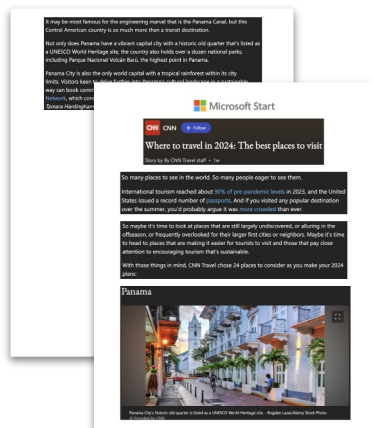 It may be most famous for the engineering marvel that is the Panama Canal, but this
Central American country is so much more than a transit destination.
Not only does Panama have a vibrant capital city with a historic old quarter that's listed as
a UNESCO World Heritage site, the country also holds over a dozen national parks,
including Parque Nacional Volcán Barú, the highest point in Panama.
Panama City is also the only world capital with a tropical rainforest within its city
limits. Visitors keen to delve further into Panama's cultural landscape in a sustainable
way can book comm
Network, which conn
Tamara Hardingham
Microsoft Start
CNN CNN + Follow
Where to travel in 2024: The best places to visit
Story by By CNN Travel staff • 1w
So many places to see in the world. So many people eager to see them.
International tourism reached about 90% of pre-pandemic levels in 2023, and the United
States issued a record number of passports. And if you visited any popular destination
over the summer, you'd probably argue it was more crowded than ever.
So maybe it's time to look at places that are still largely undiscovered, or alluring in the
offseason, or frequently overlooked for their larger first cities or neighbors. Maybe it's time
to head to places that are making it easier for tourists to visit and those that pay close
attention to encouraging tourism that's sustainable.
With those things in mind, CNN Travel chose 24 places to consider as you make your 2024
plans:
Panama
Panama City's historic old quarter is listed as a UNESCO World Heritage site. - Bogdan Lazar/Alamy Stock Photo
© Provided by CNN